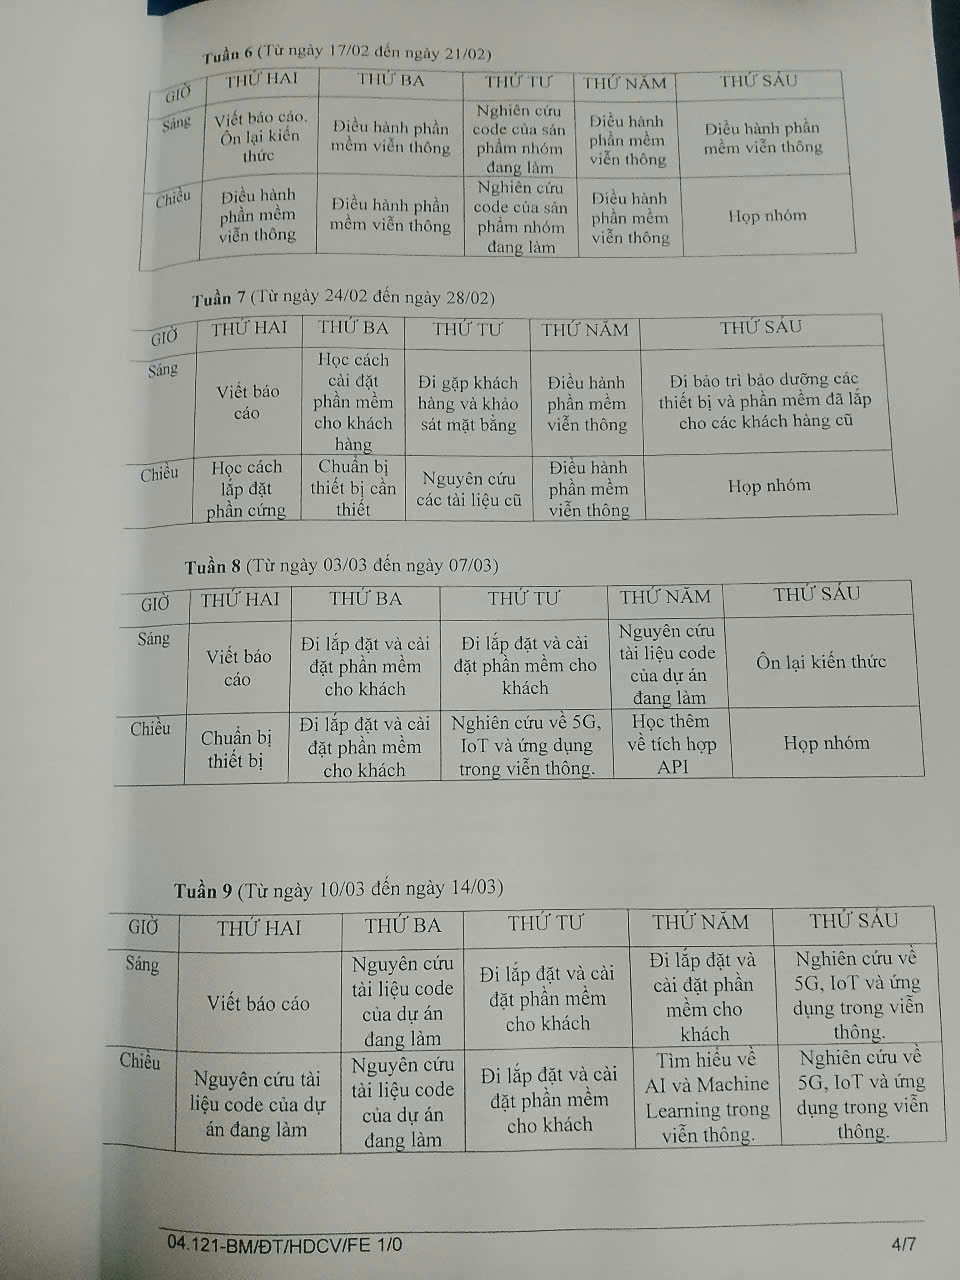 Tuần 6 (Từ ngày 17/02 đến ngày 21/02)
GIỜ THỨ HAI THỨ BA THỨ TƯ THỨ NĂM THỨ SÁU
Sáng
Viết báo cáo.
Ôn lại kiến
thức
Điều hành phần
mềm viễn thông
Nghiên cứu
code của sản
phẩm nhóm
đang làm
Điều hành
phần mềm
viễn thông
Điều hành phần
mềm viễn thông
Chiều
Điều hành
phần mềm
viễn thông
Điều hành phần
mềm viễn thông
Nghiên cứu
code của sản
phẩm nhóm
đang làm
Điều hành
phần mềm
viễn thông
Họp nhóm
Tuần 7 (Từ ngày 24/02 đến ngày 28/02)
GIỜ THỨ HAI THỨ BA THỨ TƯ THỨ NĂM THỨ SÁU
Sáng
Viết báo
cáo
Học cách
cài đặt
phần mềm
cho khách
hàng
Đi gặp khách
hàng và khảo
sát mặt bằng
Điều hành
phần mềm
viễn thông
Đi bảo trì bảo dưỡng các
thiết bị và phần mềm đã lắp
cho các khách hàng cũ
Chiều
Học cách
lắp đặt
phần cứng
Chuẩn bị
thiết bị cần
thiết
Nguyên cứu
các tài liệu cũ
Điều hành
phần mềm
viễn thông
Họp nhóm
Tuần 8 (Từ ngày 03/03 đến ngày 07/03)
GIỜ THỨ HAI THỨ BA THỨ TƯ THỨ NĂM THỨ SÁU
Sáng
Viết báo
cáo
Đi lắp đặt và cài
đặt phần mềm
cho khách
Đi lắp đặt và cài
đặt phần mềm cho
khách
Nguyên cứu
tài liệu code
của dự án
đang làm
Ôn lại kiến thức
Chiều
Chuẩn bị
thiết bị
Đi lắp đặt và cài
đặt phần mềm
cho khách
Nghiên cứu về 5G,
IoT và ứng dụng
trong viễn thông.
Học thêm
về tích hợp
API
Họp nhóm
Tuần 9 (Từ ngày 10/03 đến ngày 14/03)
GIỜ THỨ HAI THỨ BA THỨ TƯ THỨ NĂM THỨ SÁU
Sáng
Viết báo cáo
Nguyên cứu
tài liệu code
của dự án
đang làm
Đi lắp đặt và cài
đặt phần mềm
cho khách
Đi lắp đặt và
cài đặt phần
mềm cho
khách
Nghiên cứu về
5G, IoT và ứng
dụng trong viễn
thông.
Chiều
Nguyên cứu tài
liệu code của dự
án đang làm
Nguyên cứu
tài liệu code
của dự án
đang làm
Đi lắp đặt và cài
đặt phần mềm
cho khách
Tìm hiểu về
AI và Machine
Learning trong
viễn thông.
Nghiên cứu về
5G, IoT và ứng
dụng trong viễn
thông.
04.121-BM/ĐT/HDCV/FE 1/0 4/7